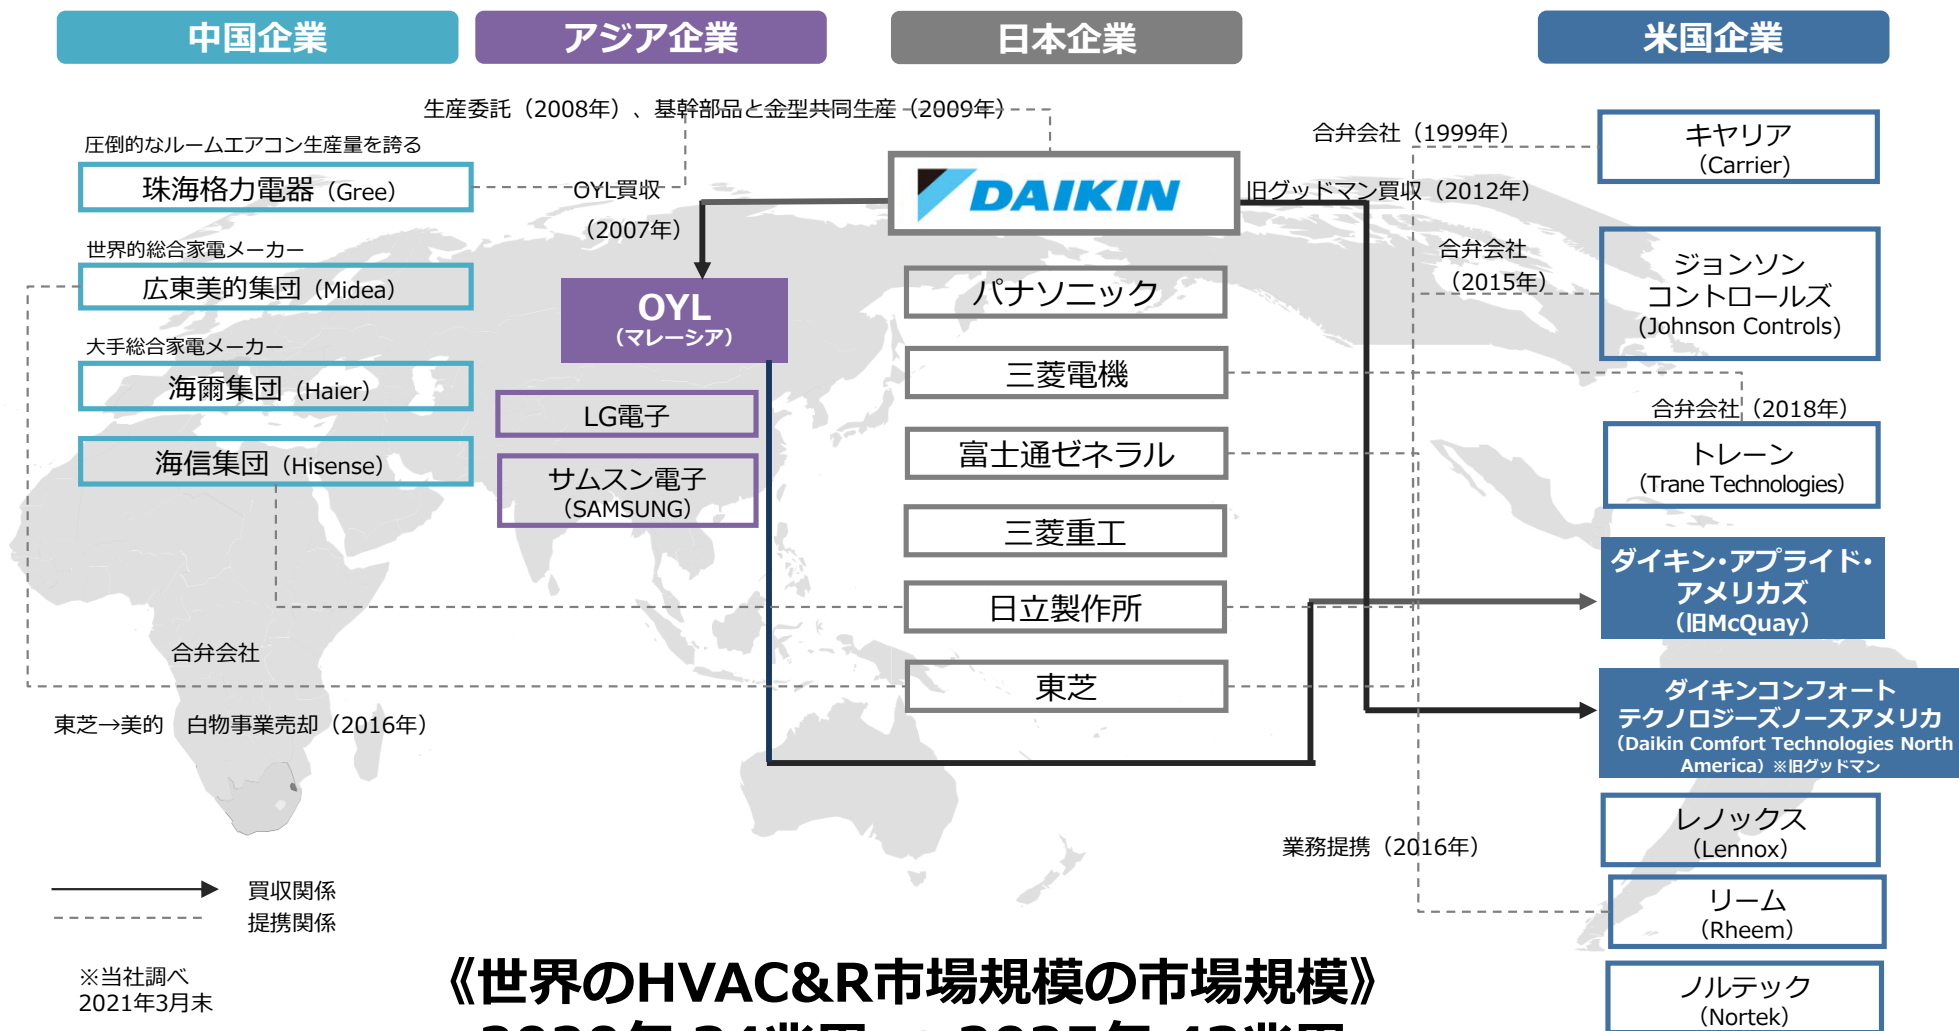 中国企業
アジア企業
日本企業
米国企業
生産委託（2008年）、基幹部品と金型共同生産（2009年）
圧倒的なルームエアコン生産量を誇る
珠海格力電器（Gree）
OYL買収
（2007年）
DAIKIN
旧グッドマン買収（2012年）
合弁会社（1999年）
キヤリア
（Carrier)
世界的総合家電メーカー
広東美的集団（Midea）
OYL
（マレーシア）
パナソニック
合弁会社
（2015年）
ジョンソン
コントロールズ
(Johnson Controls)
大手総合家電メーカー
海爾集団（Haier）
LG電子
三菱電機
合弁会社（2018年）
海信集団（Hisense）
サムスン電子
（SAMSUNG）
富士通ゼネラル
トレーン
（Trane Technologies）
三菱重工
ダイキン・アプライド・
アメリカズ
（旧McQuay）
日立製作所
合弁会社
東芝
ダイキンコンフォート
テクノロジーズノースアメリカ
（Daikin Comfort Technologies North
America）※旧グッドマン
東芝→美的　白物事業売却（2016年）
レノックス
（Lennox）
業務提携（2016年）
買収関係
提携関係
リーム
（Rheem）
※当社調べ
2021年3月末
《世界のHVAC&R市場規模の市場規模》
ノルテック
（Nortek）